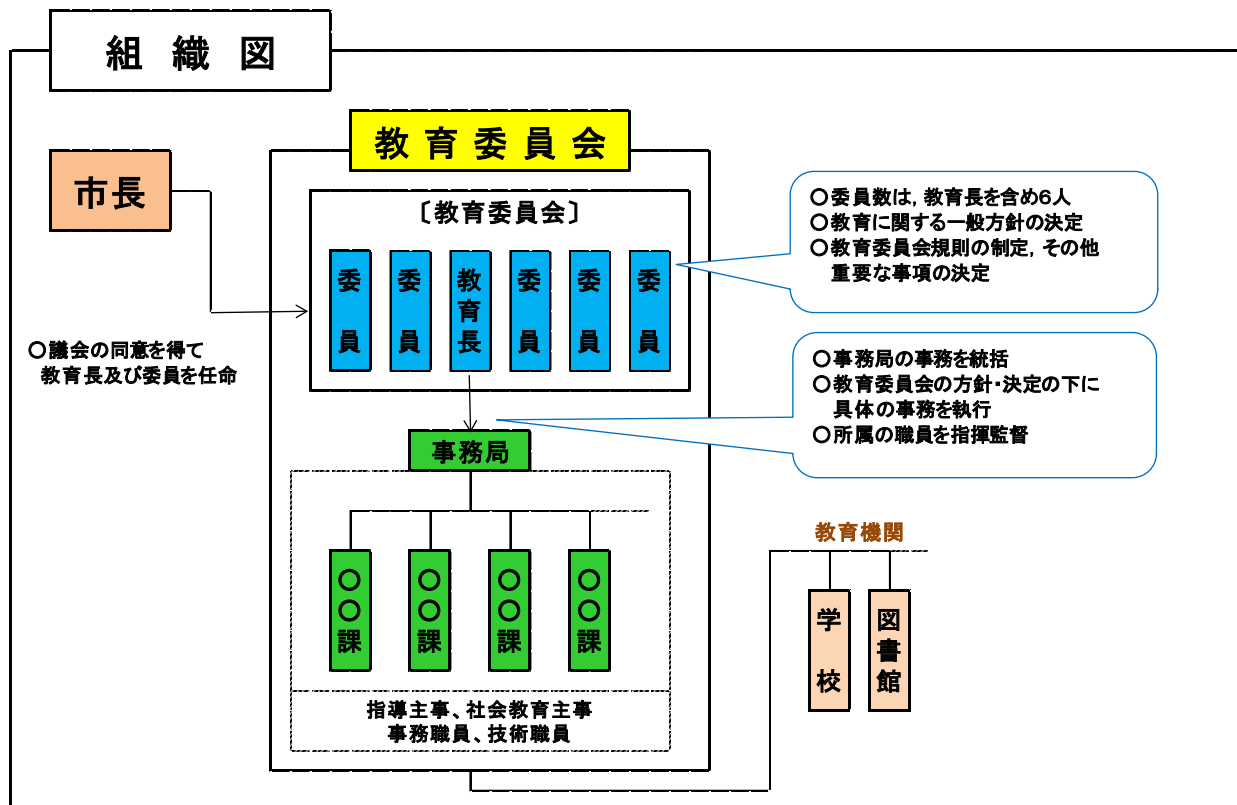 組織図
教育委員会
市長
〔教育委員会〕
委員
委員
教育長
委員
委員
委員
○委員数は，教育長を含め6人
○教育に関する一般方針の決定
○教育委員会規則の制定，その他
重要な事項の決定
○議会の同意を得て
教育長及び委員を任命
○事務局の事務を統括
○教育委員会の方針・決定の下に
具体の事務を執行
○所属の職員を指揮監督
事務局
○○課
○○課
○○課
○○課
指導主事、社会教育主事
事務職員、技術職員
教育機関
学校
図書館